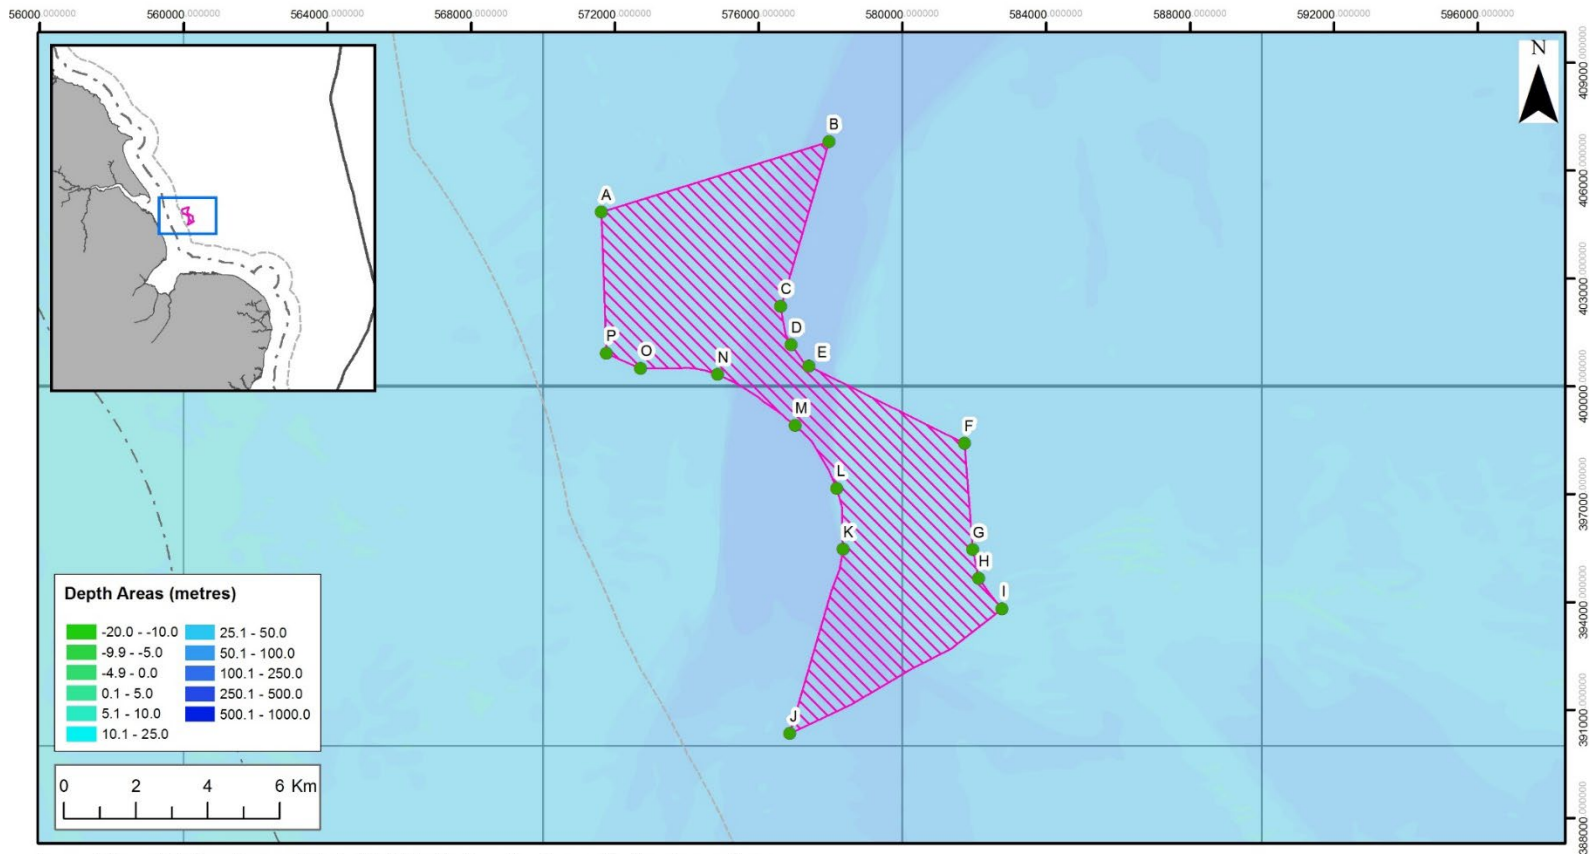 560000.000000 560000.000000 564000.000000 568000.000000 572000.000000 576000.000000 580000.000000 584000.000000 588000.000000 592000.000000 596000.000000
N
409000.000000
406000.000000
403000.000000
400000.000000
397000.000000
394000.000000
391000.000000
388000.000000
B
A
C
D
E
P
O
N
M
F
L
K
G
H
I
J
Depth Areas (metres)
-20.0 - -10.0 25.1 - 50.0
-9.9 - -5.0 50.1 - 100.0
-4.9 - 0.0 100.1 - 250.0
0.1 - 5.0 250.1 - 500.0
5.1 - 10.0 500.1 - 1000.0
10.1 - 25.0
0 2 4 6 Km